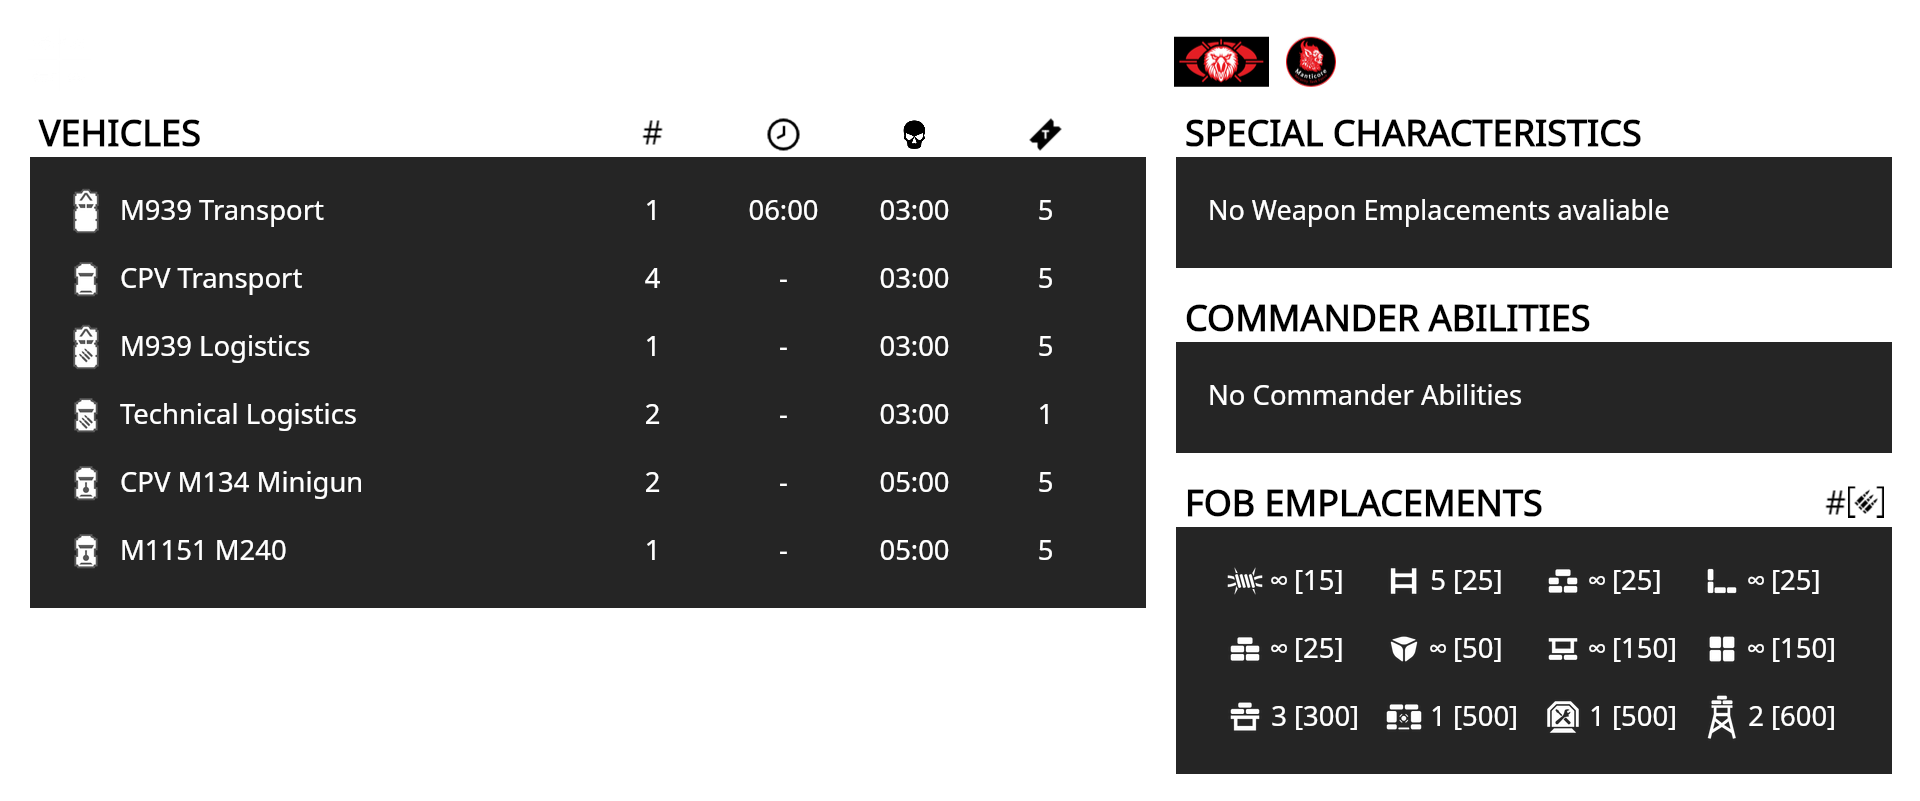 Manticore
VEHICLES #
M939 Transport 1 06:00 03:00 5
CPV Transport 4 - 03:00 5
M939 Logistics 1 - 03:00 5
Technical Logistics 2 - 03:00 1
CPV M134 Minigun 2 - 05:00 5
M1151 M240 1 - 05:00 5
SPECIAL CHARACTERISTICS
No Weapon Emplacements avaliable
COMMANDER ABILITIES
No Commander Abilities
FOB EMPLACEMENTS #[ ]
∞ [15] 5 [25] ∞ [25] ∞ [25]
∞ [25] ∞ [50] ∞ [150] ∞ [150]
3 [300] 1 [500] 1 [500] 2 [600]